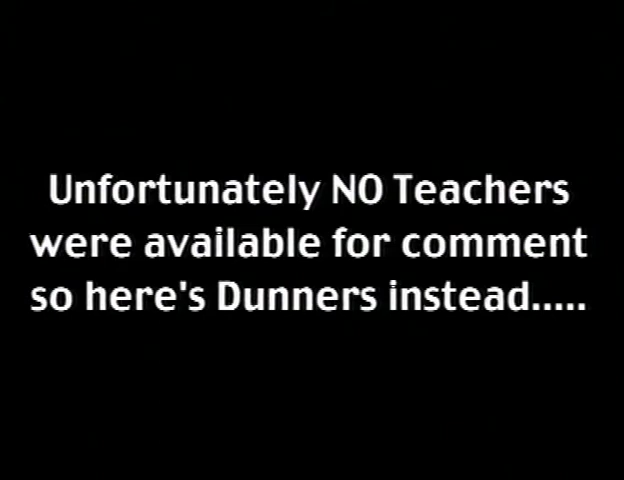 Unfortunately NO Teachers
were available for comment
so here's Dunners instead.....